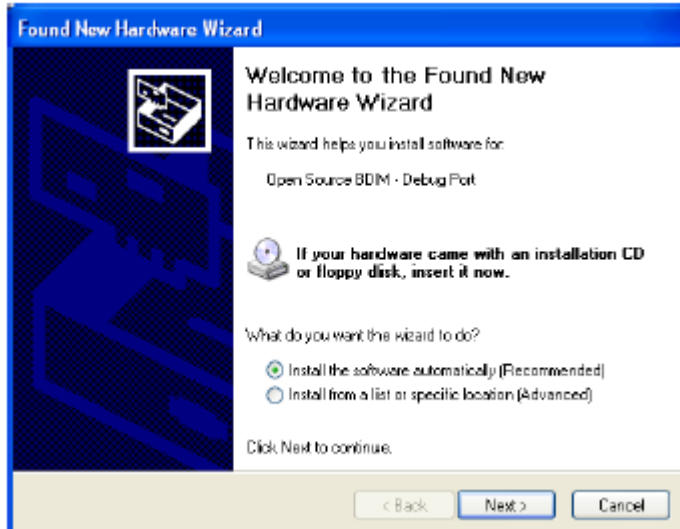 Found New Hardware Wizard
Welcome to the Found New
Hardware Wizard
This wizard helps you install software for:
Open Source BDIM - Debug Port
If your hardware came with an installation CD
or floppy disk, insert it now.
What do you want the wizard to do?
Install the software automatically (Recommended)
Install from a list or specific location (Advanced)
Click Next to continue.
< Back
Next >
Cancel